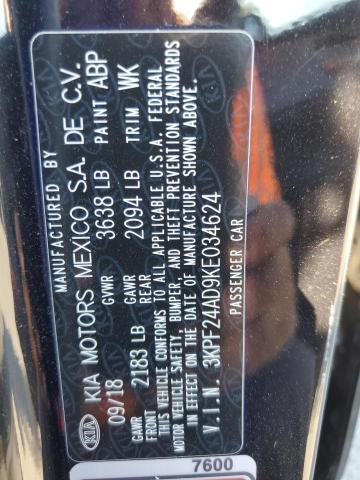 MANUFACTURED BY
KIA KIA MOTORS MEXICO S.A. DE C.V.
09/18 GVWR 3638 LB PAINT ABP
GAWR FRONT 2183 LB GAWR REAR 2094 LB TRIM WK
THIS VEHICLE CONFORMS TO ALL APPLICABLE U.S.A. FEDERAL
MOTOR VEHICLE SAFETY, BUMPER, AND THEFT PREVENTION STANDARDS
IN EFFECT ON THE DATE OF MANUFACTURE SHOWN ABOVE.
V.I.N. 3KPF24AD9KE034624
PASSENGER CAR
7600